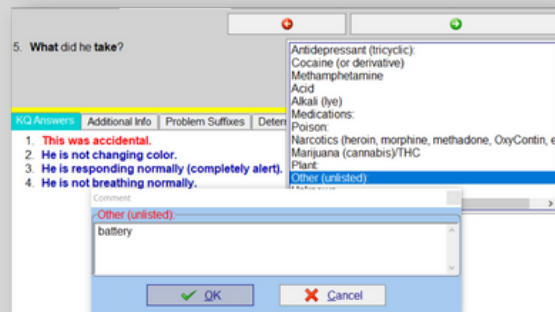 5. What did he take?
Antidepressant (tricyclic):
Cocaine (or derivative)
Methamphetamine
Acid
Alkali (lye)
Medications:
Poison:
Narcotics (heroin, morphine, methadone, OxyContin, e
Marijuana (cannabis)/THC
Plant:
Other (unlisted):
Unknown
KQ Answers Additional Info Problem Suffixes Deter
1. This was accidental.
2. He is not changing color.
3. He is responding normally (completely alert).
4. He is not breathing normally.
Comment
Other (unlisted):
battery
OK Cancel